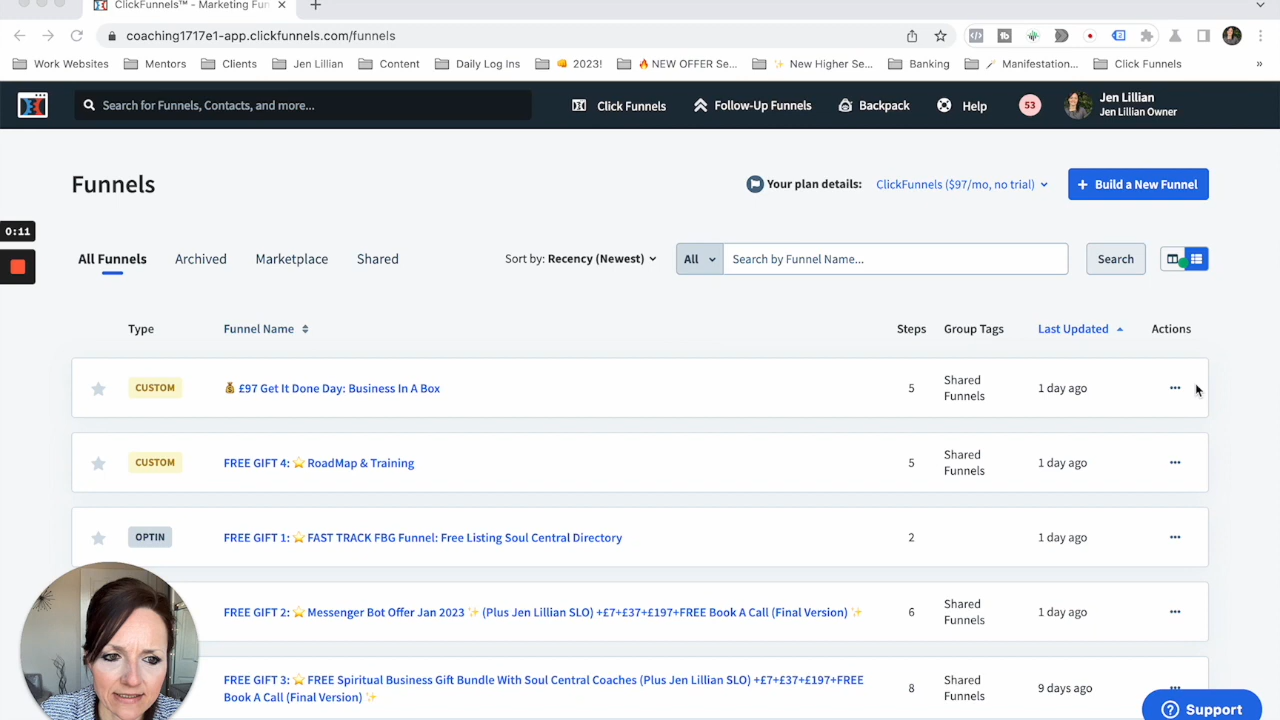 ClickFunnels™ - Marketing Fun
coaching1717e1-app.clickfunnels.com/funnels
Work Websites
Mentors
Clients
Jen Lillian
Content
Daily Log Ins
👊 2023!
🔥NEW OFFER Se...
✨ New Higher Se...
Banking
🪄 Manifestation...
Click Funnels
»
Search for Funnels, Contacts, and more...
Click Funnels
Follow-Up Funnels
Backpack
Help
53
Jen Lillian
Jen Lillian Owner
Funnels
Your plan details:
ClickFunnels ($97/mo, no trial)
+ Build a New Funnel
0:11
All Funnels
Archived
Marketplace
Shared
Sort by: Recency (Newest)
All
Search by Funnel Name...
Search
Type
Funnel Name
Steps
Group Tags
Last Updated
Actions
CUSTOM
💰 £97 Get It Done Day: Business In A Box
5
Shared
Funnels
1 day ago
CUSTOM
FREE GIFT 4: ⭐ RoadMap & Training
5
Shared
Funnels
1 day ago
OPTIN
FREE GIFT 1: ⭐ FAST TRACK FBG Funnel: Free Listing Soul Central Directory
2
1 day ago
FREE GIFT 2: ⭐ Messenger Bot Offer Jan 2023 ✨ (Plus Jen Lillian SLO) +£7+£37+£197+FREE Book A Call (Final Version) ✨
6
Shared
Funnels
1 day ago
FREE GIFT 3: ⭐ FREE Spiritual Business Gift Bundle With Soul Central Coaches (Plus Jen Lillian SLO) +£7+£37+£197+FREE
Book A Call (Final Version) ✨
8
Shared
Funnels
9 days ago
Support